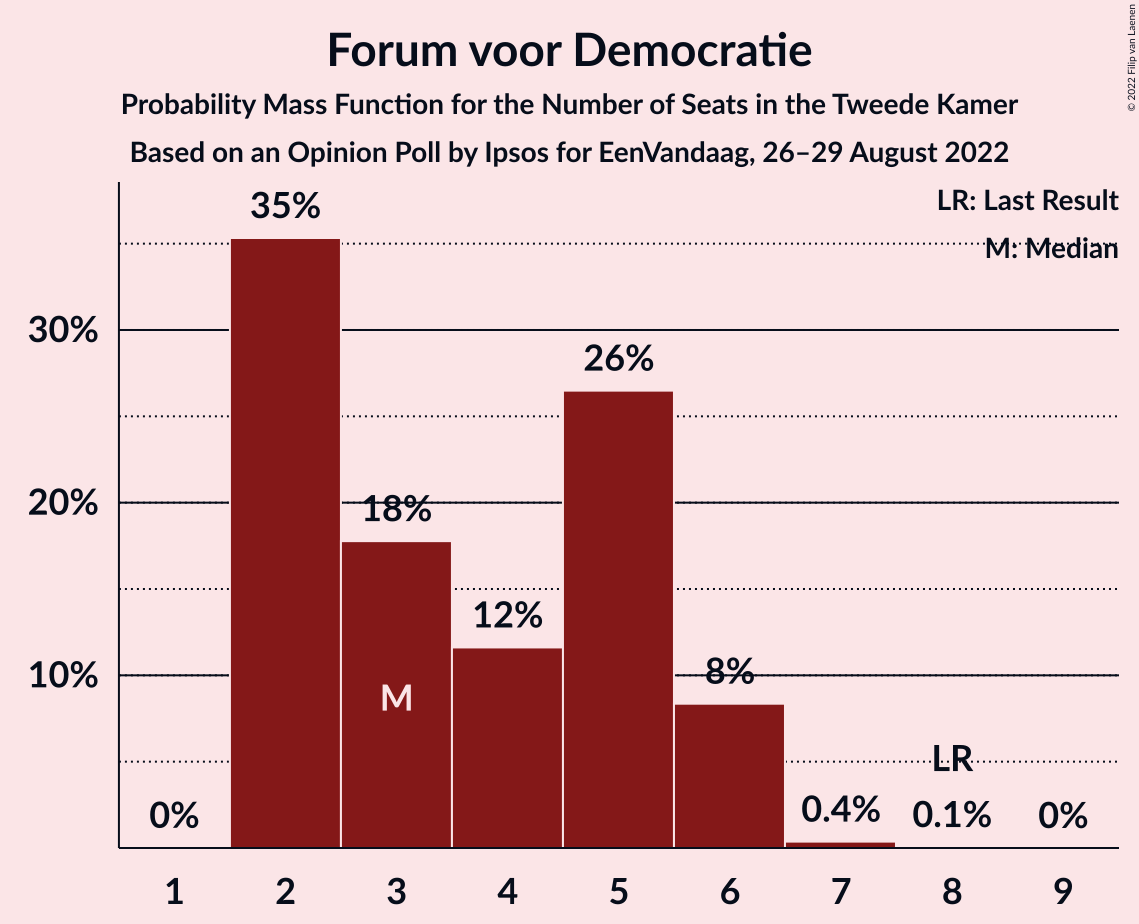 Forum voor Democratie
Probability Mass Function for the Number of Seats in the Tweede Kamer
Based on an Opinion Poll by Ipsos for EenVandaag, 26–29 August 2022
© 2022 Filip van Laenen
LR: Last Result
M: Median
35%
30%
26%
20%
18%
12%
10%
8%
M
LR
0%
0.4%
0.1%
0%
1 2 3 4 5 6 7 8 9